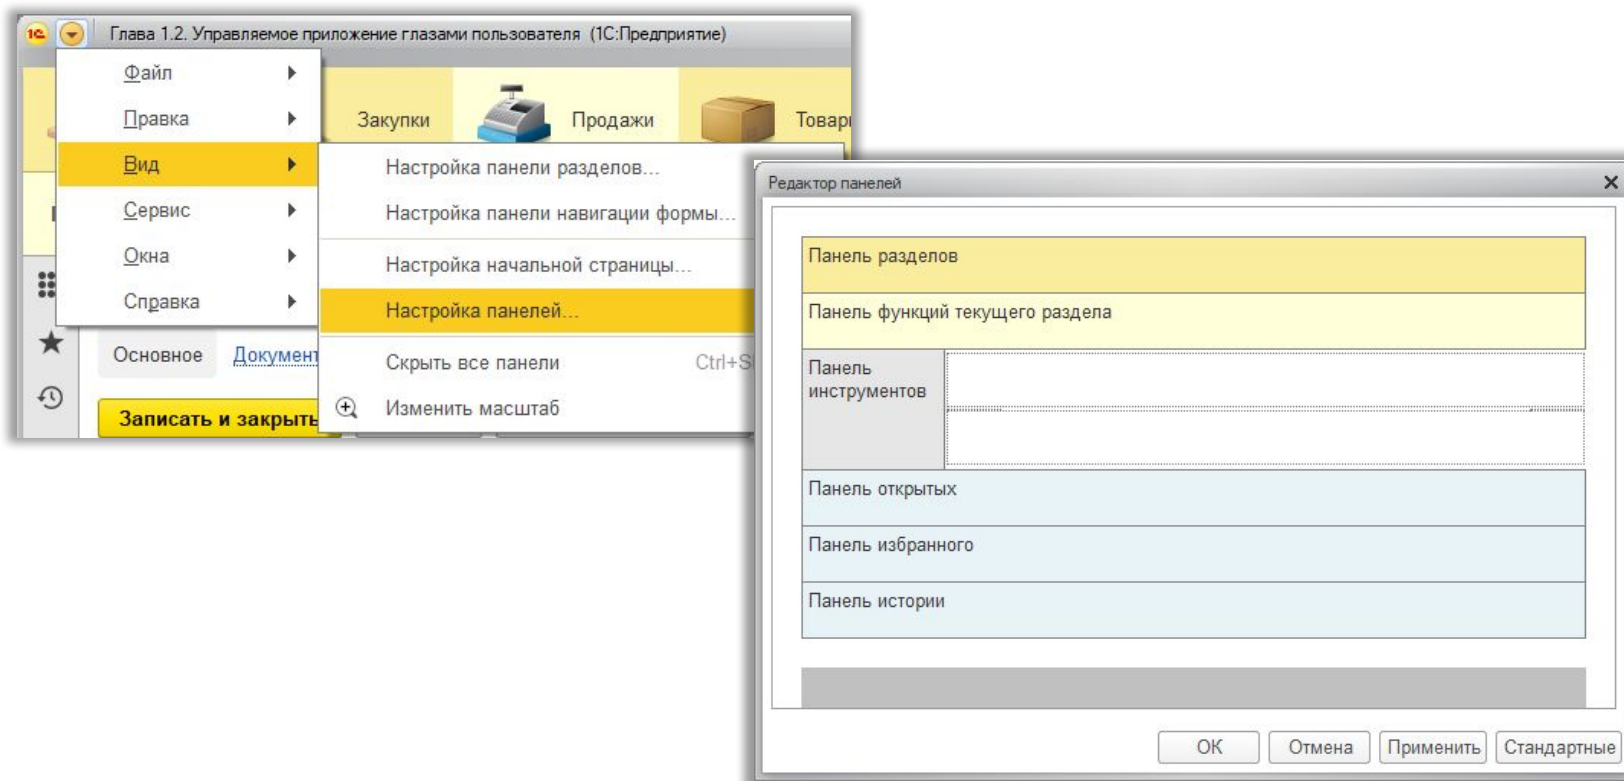 1С Глава 1.2. Управляемое приложение глазами пользователя (1С:Предприятие)
Файл
Правка
Вид
Сервис
Окна
Справка
Закупки
Продажи
Товары
Настройка панели разделов...
Настройка панели навигации формы...
Настройка начальной страницы...
Настройка панелей...
Скрыть все панели Ctrl+S
Изменить масштаб
Основное Документ
Записать и закрыть
Редактор панелей
Панель разделов
Панель функций текущего раздела
Панель
инструментов
Панель открытых
Панель избранного
Панель истории
ОК Отмена Применить Стандартные